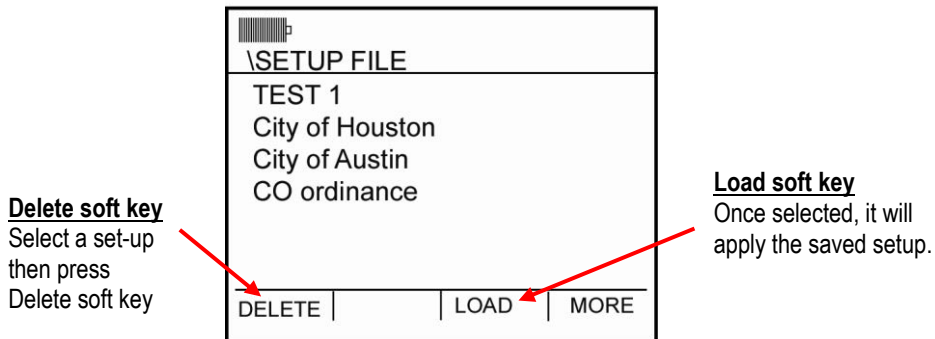 \SETUP FILE
TEST 1
City of Houston
City of Austin
CO ordinance
Delete soft key
Select a set-up
then press
Delete soft key
Load soft key
Once selected, it will
apply the saved setup.
DELETE LOAD MORE